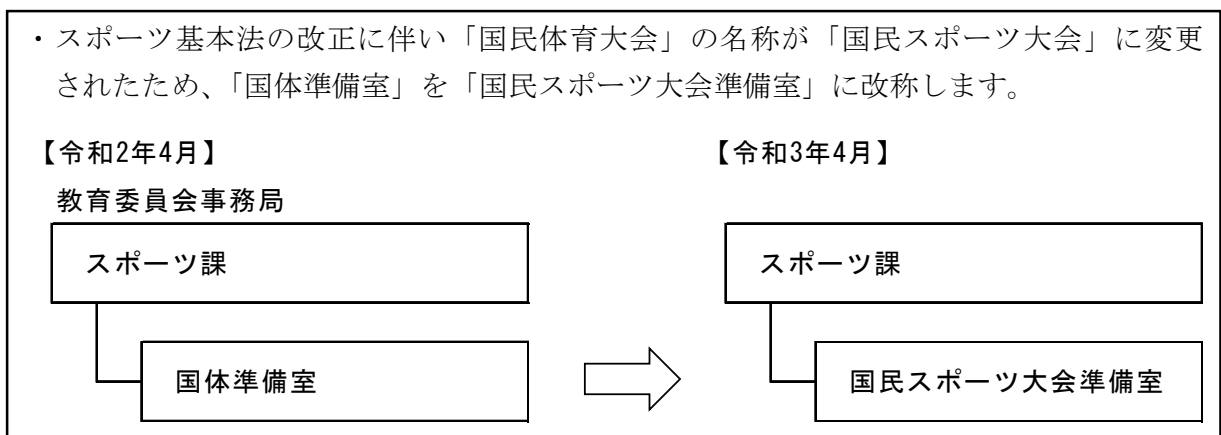 ・スポーツ基本法の改正に伴い「国民体育大会」の名称が「国民スポーツ大会」に変更
されたため、「国体準備室」を「国民スポーツ大会準備室」に改称します。
【令和2年4月】
【令和3年4月】
教育委員会事務局
スポーツ課
スポーツ課
国体準備室
国民スポーツ大会準備室